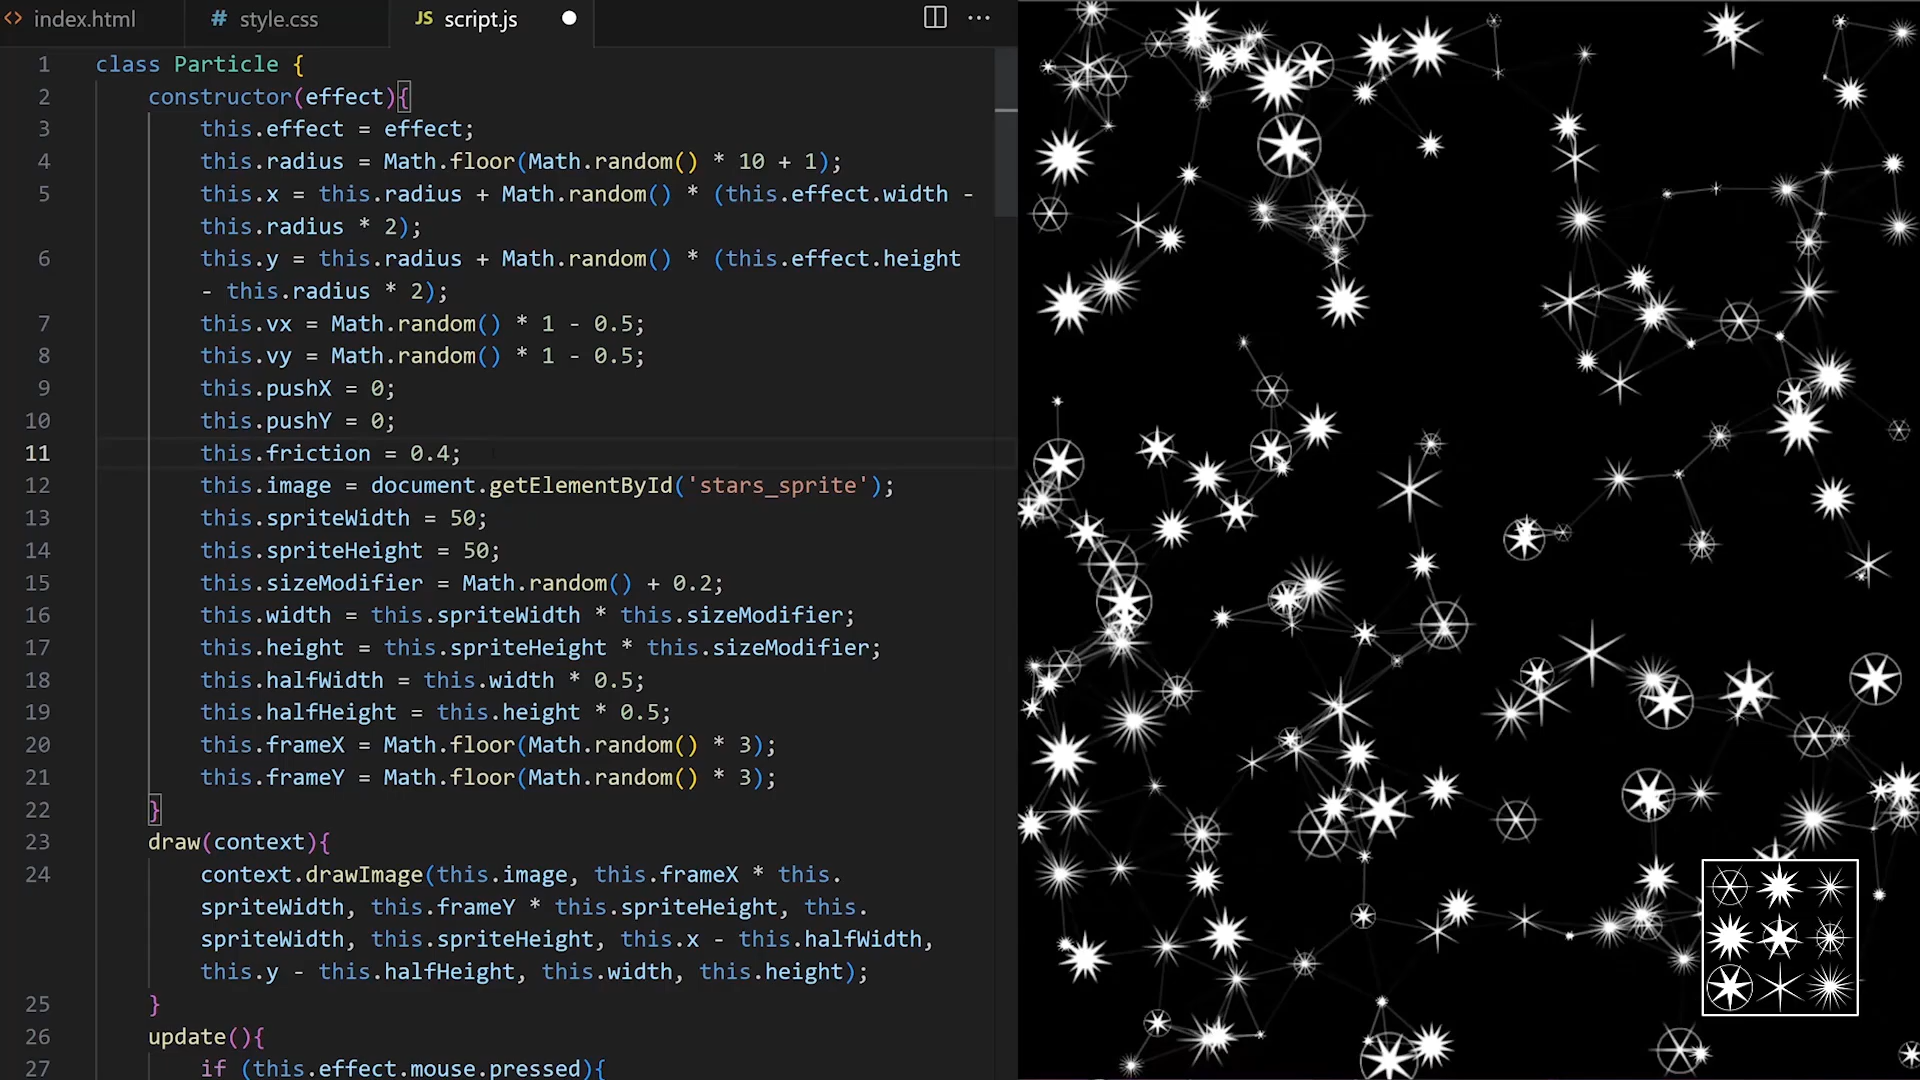 <> index.html # style.css JS script.js
1 class Particle {
2 constructor(effect){
3 this.effect = effect;
4 this.radius = Math.floor(Math.random() * 10 + 1);
5 this.x = this.radius + Math.random() * (this.effect.width -
this.radius * 2);
6 this.y = this.radius + Math.random() * (this.effect.height
- this.radius * 2);
7 this.vx = Math.random() * 1 - 0.5;
8 this.vy = Math.random() * 1 - 0.5;
9 this.pushX = 0;
10 this.pushY = 0;
11 this.friction = 0.4;
12 this.image = document.getElementById('stars_sprite');
13 this.spriteWidth = 50;
14 this.spriteHeight = 50;
15 this.sizeModifier = Math.random() + 0.2;
16 this.width = this.spriteWidth * this.sizeModifier;
17 this.height = this.spriteHeight * this.sizeModifier;
18 this.halfWidth = this.width * 0.5;
19 this.halfHeight = this.height * 0.5;
20 this.frameX = Math.floor(Math.random() * 3);
21 this.frameY = Math.floor(Math.random() * 3);
22 }
23 draw(context){
24 context.drawImage(this.image, this.frameX * this.
spriteWidth, this.frameY * this.spriteHeight, this.
spriteWidth, this.spriteHeight, this.x - this.halfWidth,
this.y - this.halfHeight, this.width, this.height);
25 }
26 update(){
27 if (this.effect.mouse.pressed){